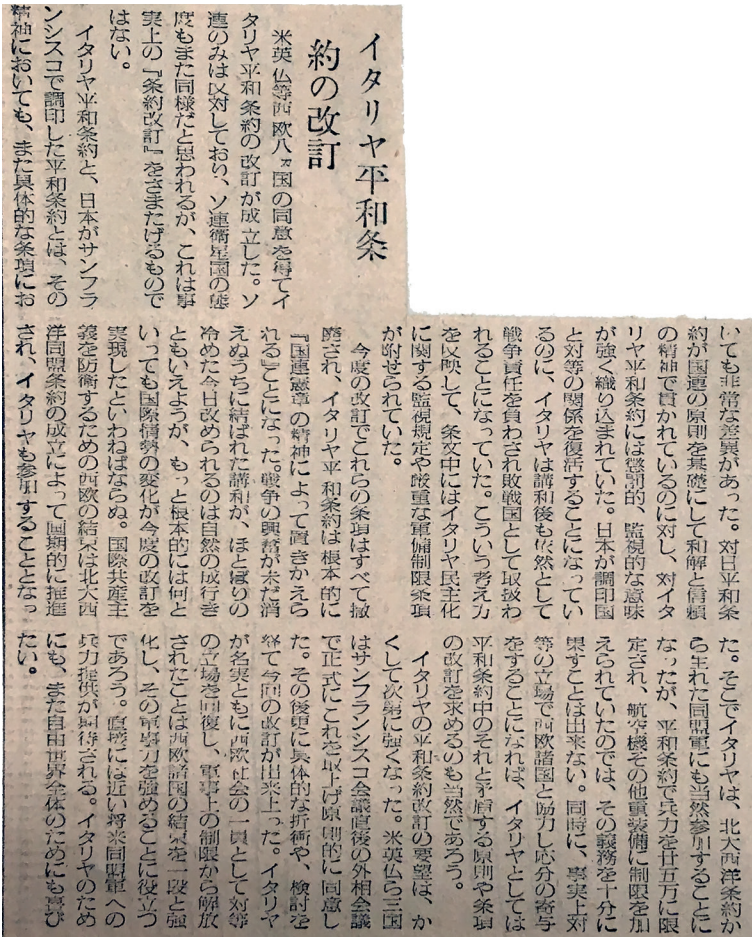 イタリヤ平和条
約の改訂
米英仏等西欧八ヵ国の同意を得てイ
タリヤ平和条約の改訂が成立した。ソ
連のみは反対しており、ソ連衛星国の態
度もまた同様だと思われるが、これは事
実上の『条約改訂』をさまたげるもので
はない。
イタリヤ平和条約と、日本がサンフラ
ンシスコで調印した平和条約とは、その
精神においても、また具体的な条項にお
いても非常な差異があった。対日平和条
約が国連の原則を基礎にして和解と信頼
の精神で貫かれているのに対し、対イタ
リヤ平和条約には徴罰的、監視的な意味
が強く織り込まれていた。日本が調印国
と対等の関係を復活することになってい
るのに、イタリヤは講和後も依然として
戦争責任を負わされ敗戦国として取扱わ
れることになっていた。こういう考え方
を反映して、条文中にはイタリヤ民主化
に関する監視規定や厳重な軍備制限条項
が附せられていた。
今度の改訂でこれらの条項はすべて撤
廃され、イタリヤ平和条約は根本的に
『国連憲章』の精神によって置きかえら
れることになった。戦争の興奮が未だ消
えぬうちに結ばれた講和が、ほと憤りの
冷めた今日改められるのは自然の成行き
ともいえようが、もっと根本的には何と
いっても国際情勢の変化が今度の改訂を
実現したといわねばならぬ。国際共産主
義を防衛するための西欧の結束は北大西
洋同盟条約の成立によって画期的に推進
され、イタリヤも参加することとなっ
た。そこでイタリヤは、北大西洋条約か
ら生れた同盟軍にも当然参加することに
なったが、平和条約で兵力を廿五万に限
定され、航空機その他重装備に制限を加
えられていたのでは、その義務を十分に
果すことは出来ない。同時に、事実上対
等の立場で西欧諸国と協力し応分の寄与
をすることになれば、イタリヤとしては
平和条約中のそれと矛盾する原則や条項
の改訂を求めるのも当然であろう。
イタリヤの平和条約改訂の要望は、か
くして次第に強くなった。米英仏ら三国
はサンフランシスコ会議直後の外相会議
で正式にこれを取上げ原則的に同意し
た。その後更に具体的な折衝や、検討を
経て今回の改訂が出来上った。イタリヤ
が名実ともに西欧社会の一員として対等
の立場を回復し、軍事上の制限から解放
されたことは西欧諸国の結束を一段と強
化し、その軍事力を強めることに役立つ
であろう。直接には近い将来同盟軍への
兵力提供が期待される。イタリヤのため
にも、また自由世界全体のためにも喜び
たい。